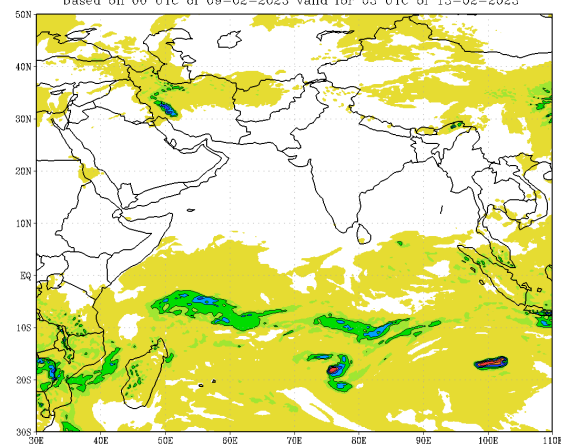 based on 00 UTC of 09-02-2023 valid for 03 UTC of 13-02-2023
50N
40N
30N
20N
10N
EQ
10S
20S
30S
30E 40E 50E 60E 70E 80E 90E 100E 110E